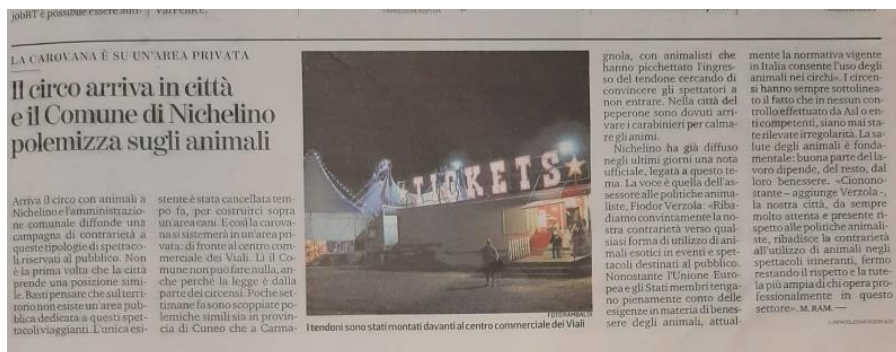 jobRT è possibile essere auti-
LA CAROVANA È SU UN'AREA PRIVATA
Il circo arriva in città
e il Comune di Nichelino
polemizza sugli animali
Arriva il circo con animali a
Nichelino e l'amministrazio-
ne comunale diffonde una
campagna di contrarietà a
queste tipologie di spettaco-
li riservati al pubblico. Non
è la prima volta che la città
prende una posizione simi-
le. Basti pensare che sul terri-
torio non esiste un'area pub-
blica dedicata a questi spet-
tacoli viaggianti. L'unica esi-
stente è stata cancellata tem-
po fa, per costruirci sopra
un'area cani. E così la carova-
na si sistemerà in un'area pri-
vata: di fronte al centro com-
merciale dei Viali. Lì il Co-
mune non può fare nulla, an-
che perché la legge è dalla
parte dei circensi. Poche set-
timane fa sono scoppiate po-
lemiche simili sia in provin-
cia di Cuneo che a Carma-
TICKETS
FOTO RAMBALDI
I tendoni sono stati montati davanti al centro commerciale dei Viali
gnola, con animalisti che
hanno picchettato l'ingres-
so del tendone cercando di
convincere gli spettatori a
non entrare. Nella città del
peperone sono dovuti arri-
vare i carabinieri per calma-
re gli animi.
Nichelino ha già diffuso
negli ultimi giorni una nota
ufficiale, legata a questo te-
ma. La voce è quella dell'as-
sessore alle politiche anima-
liste, Fiodor Verzola: «Riba-
diamo convintamente la no-
stra contrarietà verso qual-
siasi forma di utilizzo di ani-
mali esotici in eventi e spet-
tacoli destinati al pubblico.
Nonostante l'Unione Euro-
pea e gli Stati membri tenga-
no pienamente conto delle
esigenze in materia di benes-
sere degli animali, attual-
mente la normativa vigente
in Italia consente l'uso degli
animali nei circhi». I circen-
si hanno sempre sottolinea-
to il fatto che in nessun con-
trollo effettuato da Asl o en-
ti competenti, siano mai sta-
te rilevate irregolarità. La sa-
lute degli animali è fonda-
mentale: buona parte del la-
voro dipende, del resto, dal
loro benessere. «Ciono-
stante – aggiunge Verzola -,
la nostra città, da sempre
molto attenta e presente ri-
spetto alle politiche animali-
ste, ribadisce la contrarietà
all'utilizzo di animali negli
spettacoli itineranti, fermo
restando il rispetto e la tute-
la più ampia di chi opera pro-
fessionalmente in questo
settore». M. RAM. —